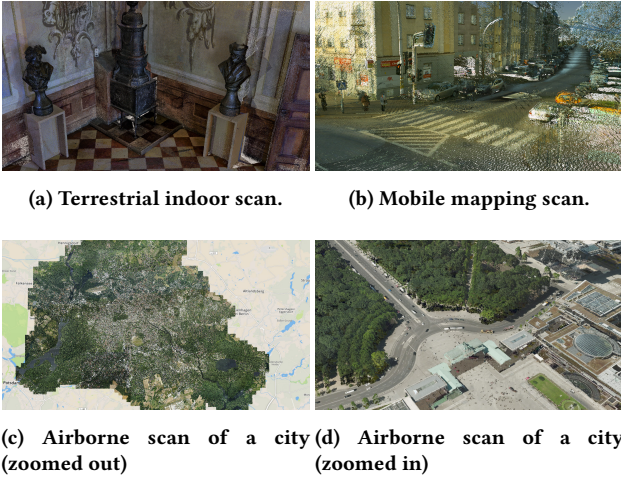 (a) Terrestrial indoor scan.
(b) Mobile mapping scan.
(c) Airborne scan of a city
(zoomed out)
(d) Airborne scan of a city
(zoomed in)